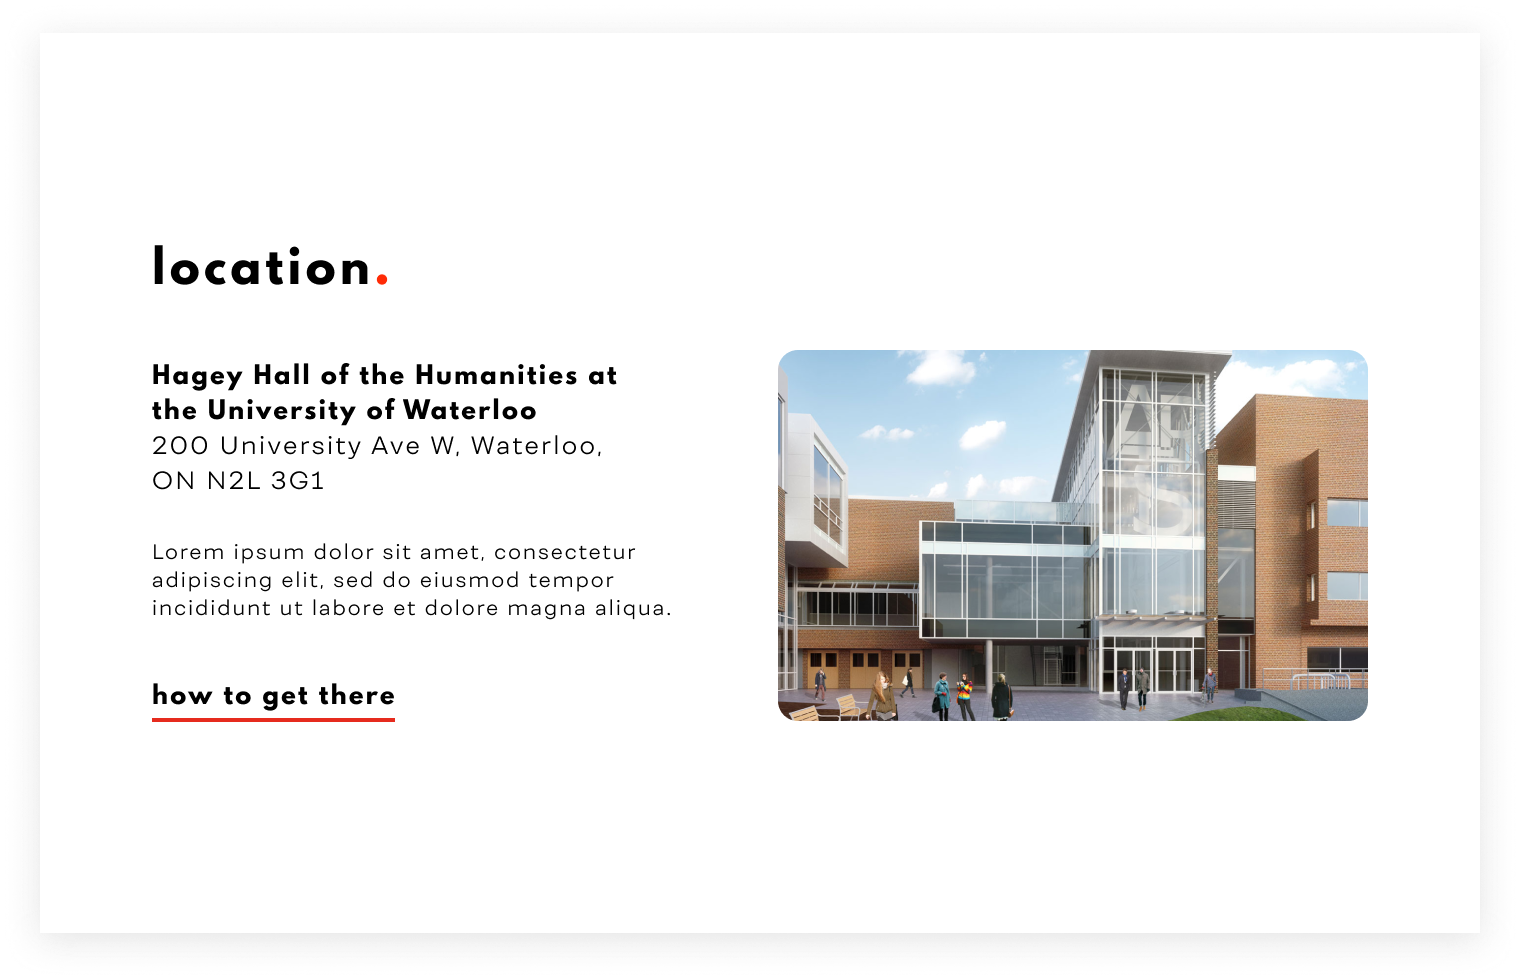 location.
Hagey Hall of the Humanities at
the University of Waterloo
200 University Ave W, Waterloo,
ON N2L 3G1
Lorem ipsum dolor sit amet, consectetur
adipiscing elit, sed do eiusmod tempor
incididunt ut labore et dolore magna aliqua.
how to get there